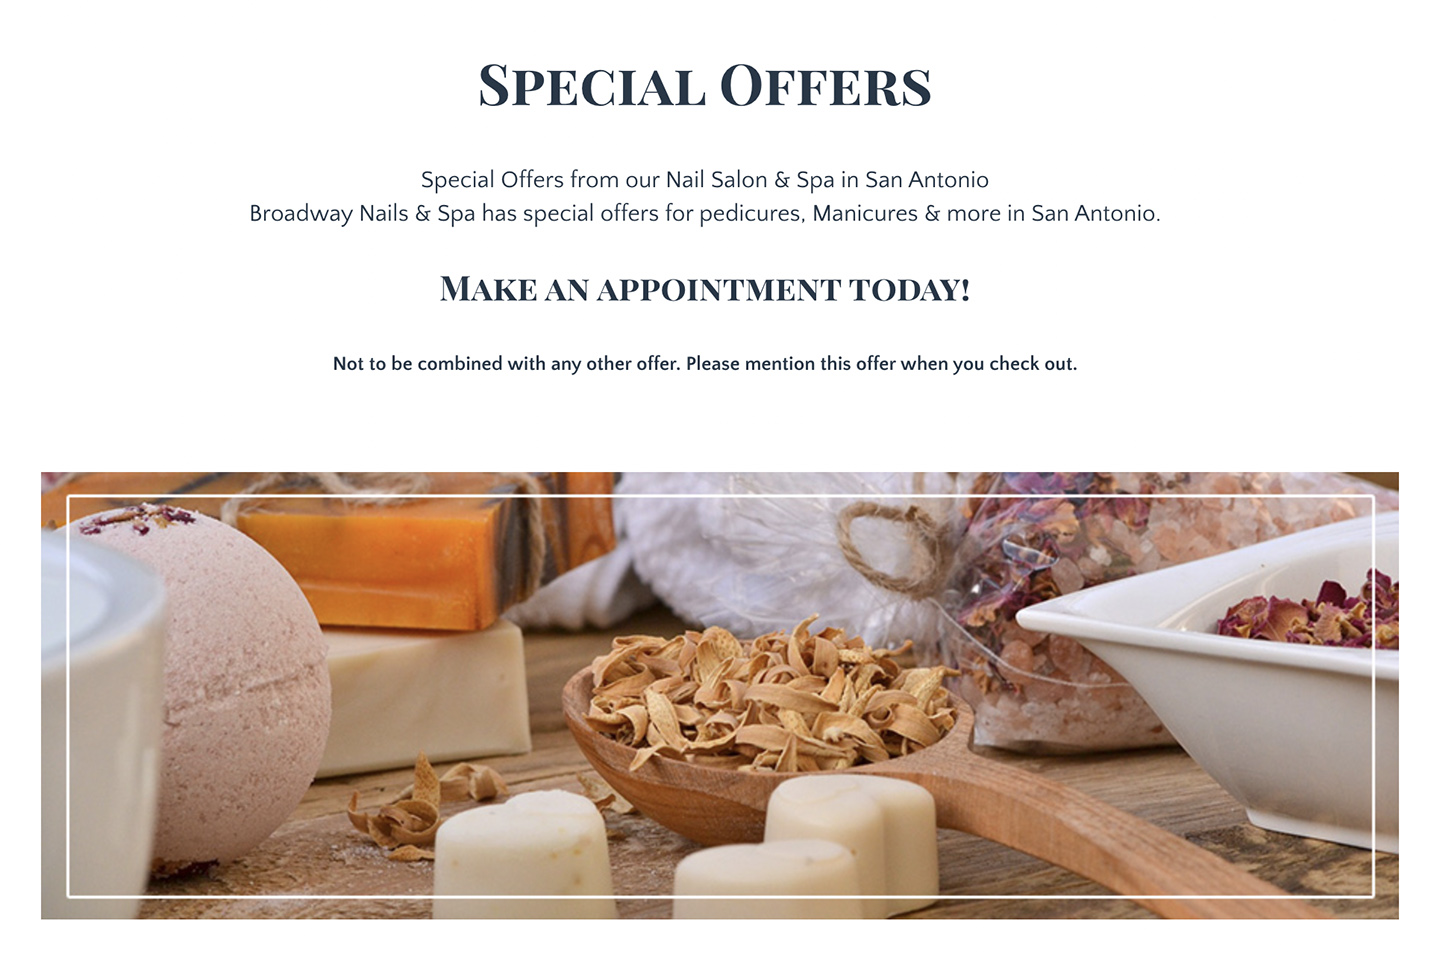 Special Offers
Special Offers from our Nail Salon & Spa in San Antonio
Broadway Nails & Spa has special offers for pedicures, Manicures & more in San Antonio.
Make an appointment today!
Not to be combined with any other offer. Please mention this offer when you check out.